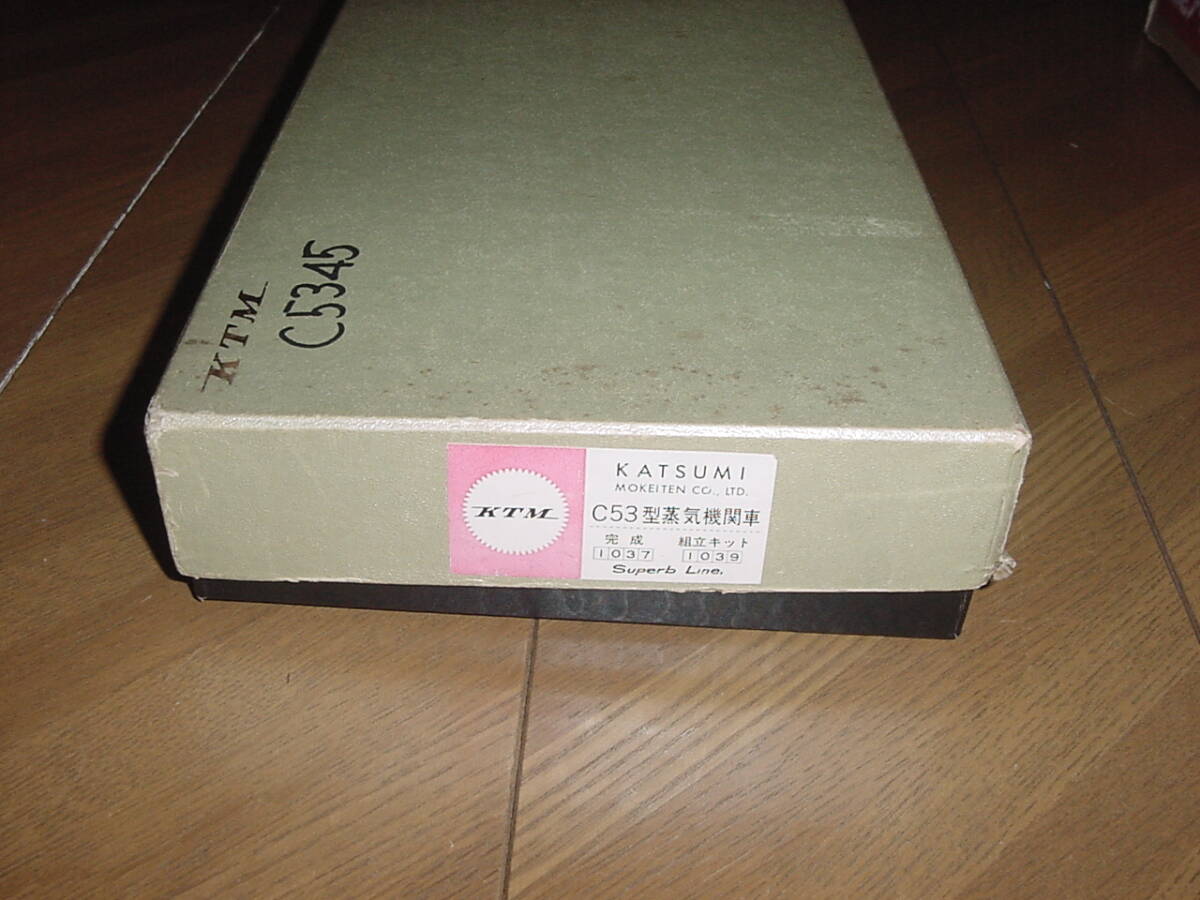 KTM
C5345
KTM
KATSUMI
MOKEITEN CO., LTD.
C53型蒸気機関車
完成 組立キット
1037 1039
Superb Line.